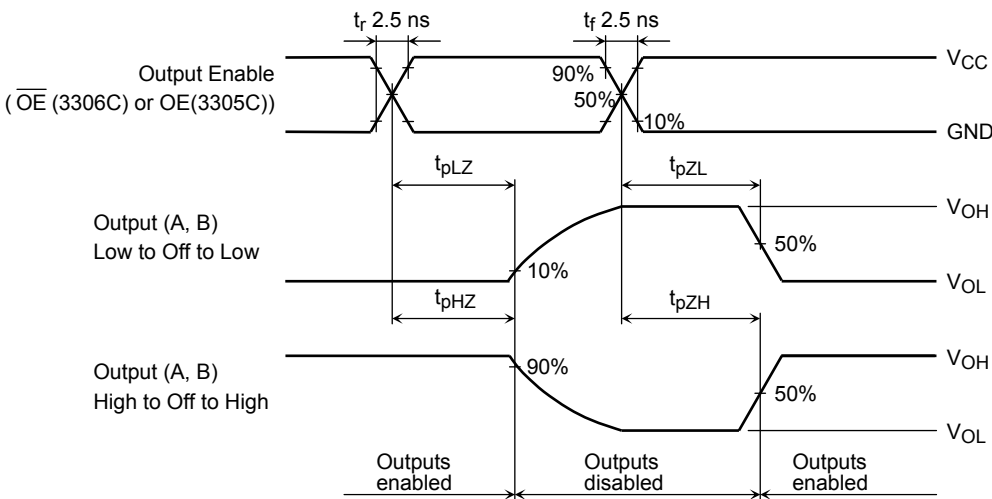 tr 2.5 ns
tf 2.5 ns
Output Enable
( OE (3306C) or OE(3305C))
90%
50%
10%
VCC
GND
tpLZ
tpZL
Output (A, B)
Low to Off to Low
10%
50%
VOH
VOL
tpHZ
tpZH
Output (A, B)
High to Off to High
90%
50%
VOH
VOL
Outputs
enabled
Outputs
disabled
Outputs
enabled